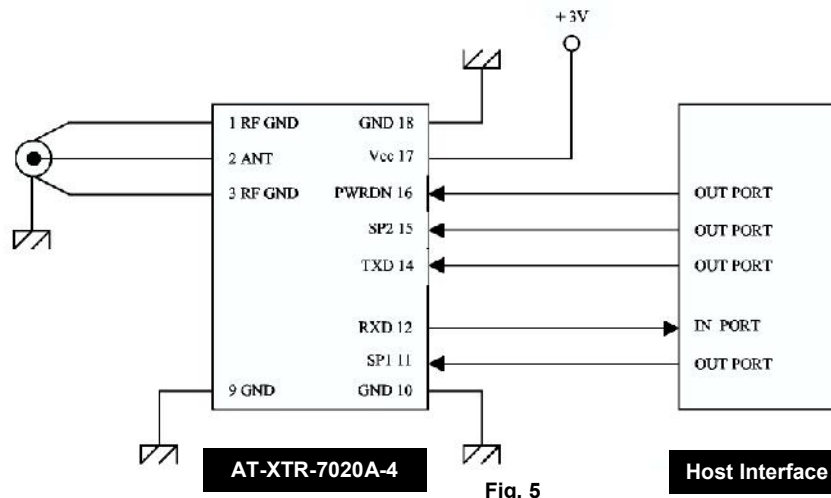 + 3V
1 RF GND
GND 18
2 ANT
Vcc 17
3 RF GND
PWRDN 16
OUT PORT
SP2 15
OUT PORT
TXD 14
OUT PORT
RXD 12
IN PORT
SP1 11
OUT PORT
9 GND
GND 10
AT-XTR-7020A-4
Host Interface
Fig. 5